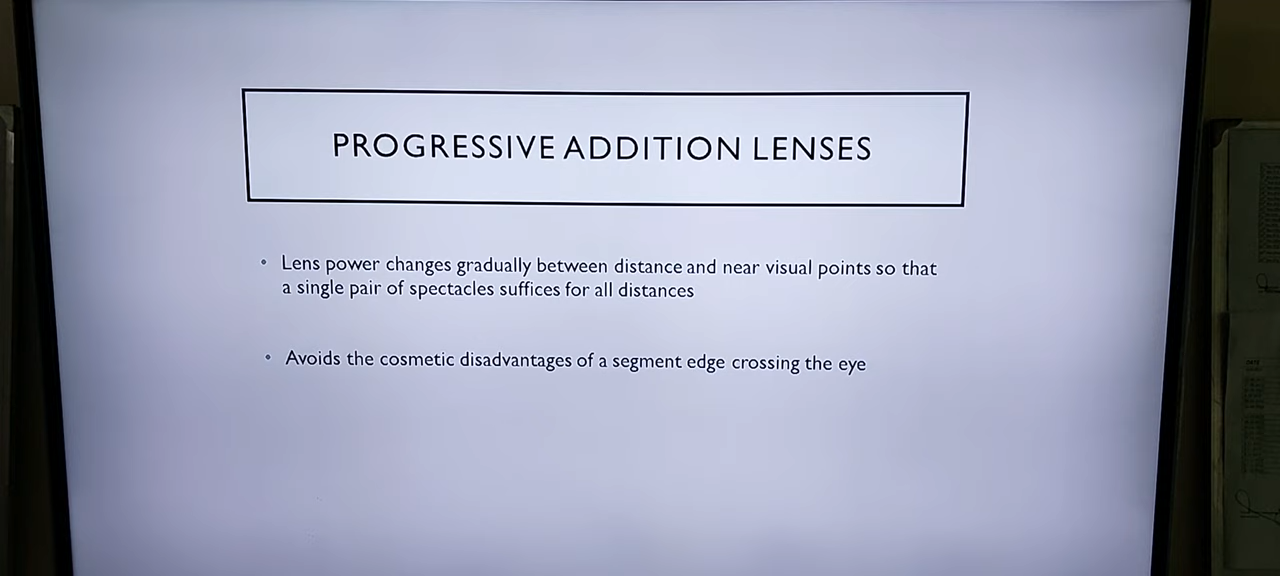 PROGRESSIVE ADDITION LENSES
• Lens power changes gradually between distance and near visual points so that
a single pair of spectacles suffices for all distances
• Avoids the cosmetic disadvantages of a segment edge crossing the eye